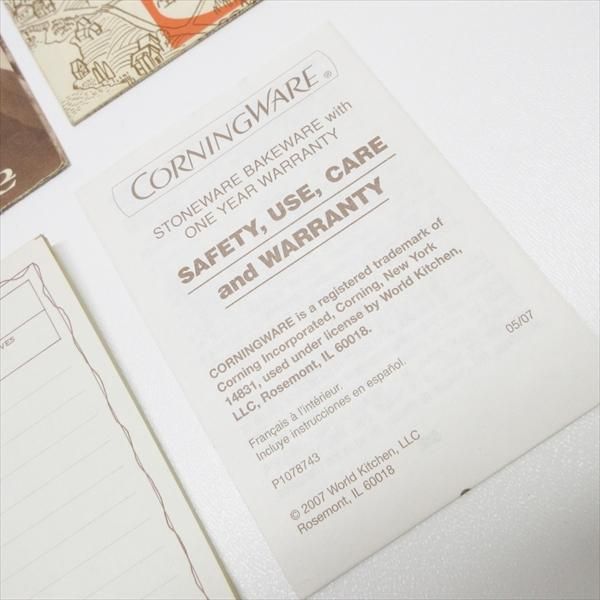 CORNINGWARE®
STONEWARE BAKEWARE with
ONE YEAR WARRANTY
SAFETY, USE, CARE
and WARRANTY
CORNINGWARE is a registered trademark of
Corning Incorporated, Corning, New York
14831, used under license by World Kitchen,
LLC, Rosemont, IL 60018.
Français à l'intérieur.
Incluye instrucciones en español.
05/07
P1078743
© 2007 World Kitchen, LLC
Rosemont, IL 60018